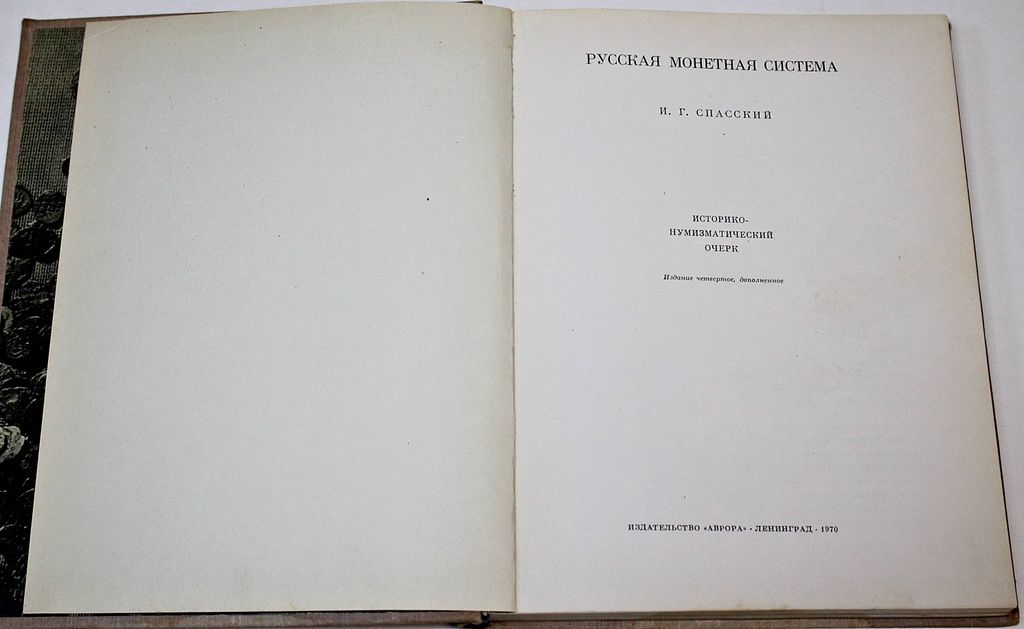 РУССКАЯ МОНЕТНАЯ СИСТЕМА
И. Г. СПАССКИЙ
ИСТОРИКО-
НУМИЗМАТИЧЕСКИЙ
ОЧЕРК
Издание четвертое, дополненное
ИЗДАТЕЛЬСТВО «АВРОРА» · ЛЕНИНГРАД · 1970